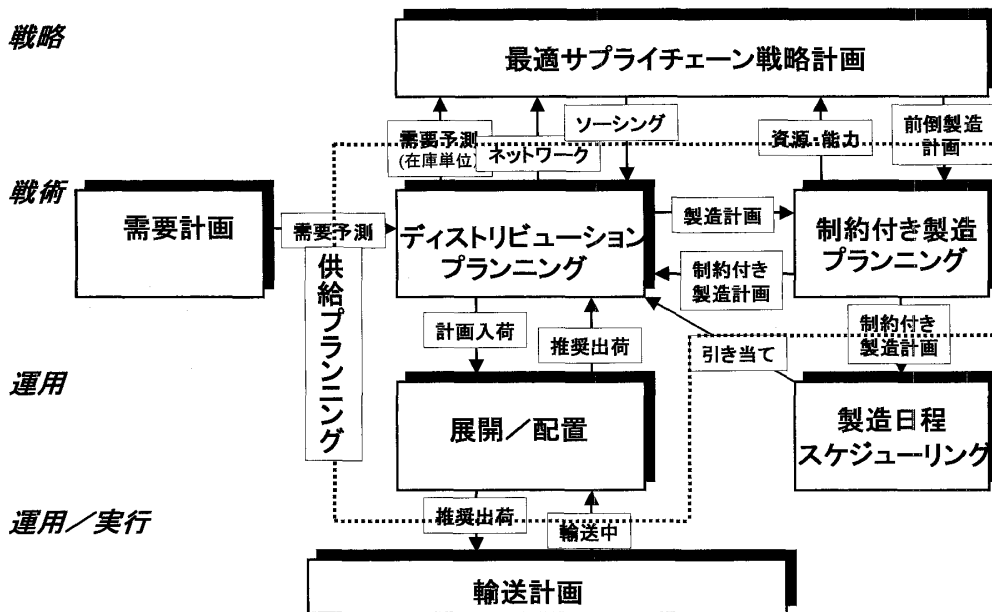 戦略
最適サプライチェーン戦略計画
需要予測
(在庫単位)
ネットワーク
ソーシング
資源・能力
前倒製造
計画
戦術
需要計画
需要予測
ディストリビューション
プランニング
製造計画
制約付き
製造計画
制約付き製造
プランニング
供給プランニング
計画入荷
推奨出荷
引き当て
制約付き
製造計画
運用
展開／配置
製造日程
スケジューリング
運用／実行
推奨出荷
輸送中
輸送計画